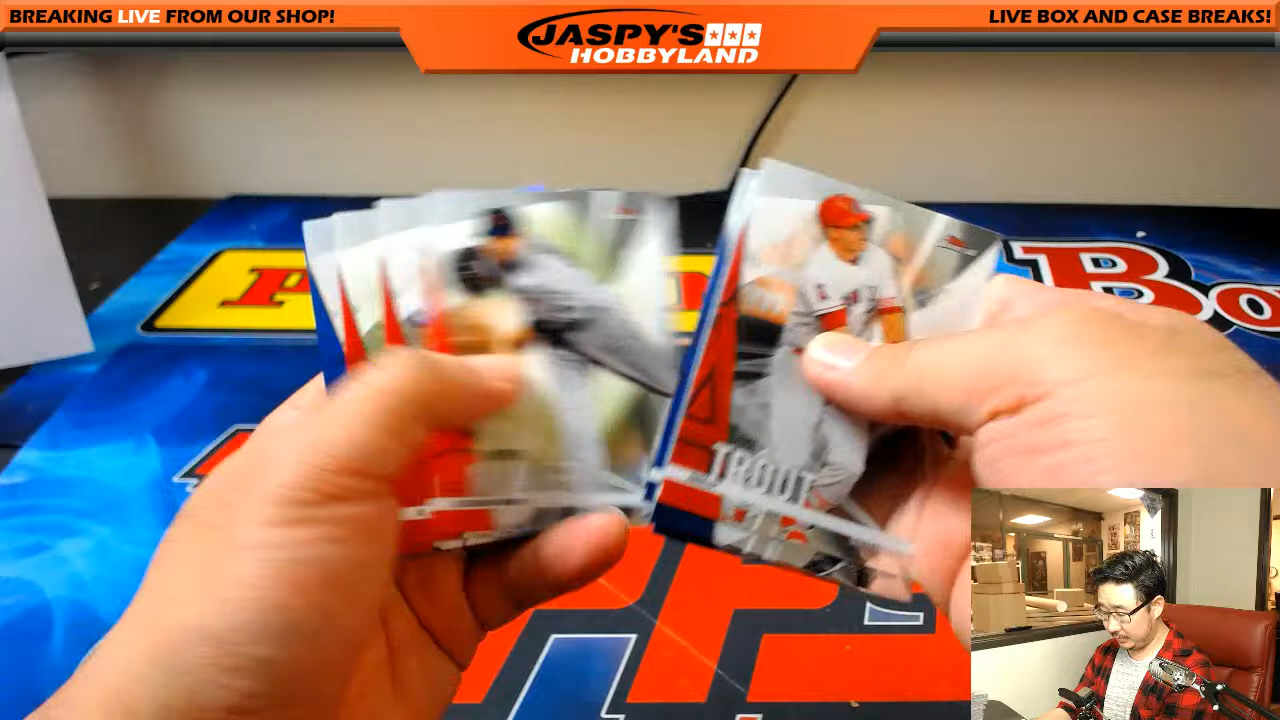 BREAKING LIVE FROM OUR SHOP!
JASPY'S
HOBBYLAND
LIVE BOX AND CASE BREAKS!
TROUT